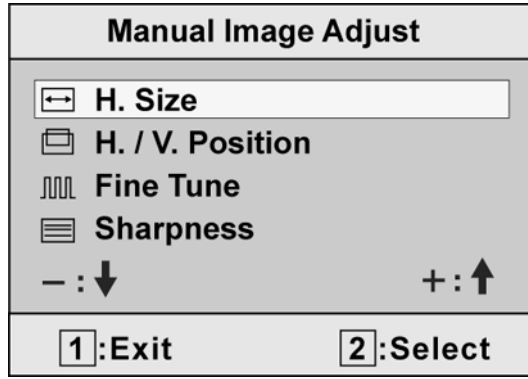 Manual Image Adjust
H. Size
H. / V. Position
Fine Tune
Sharpness
– : ↓ + : ↑
1 :Exit 2 :Select